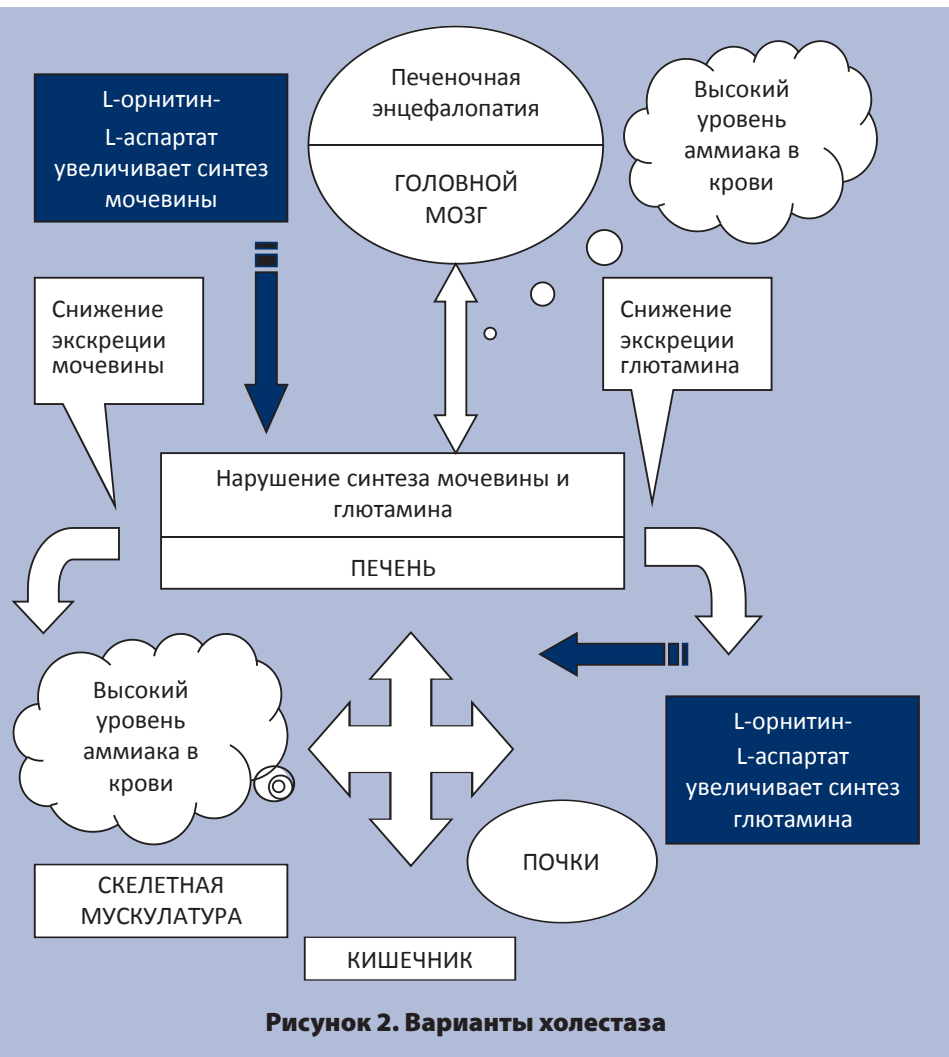 L-орнитин-
L-аспартат
увеличивает синтез
мочевины
Печеночная
энцефалопатия
ГОЛОВНОЙ
МОЗГ
Высокий
уровень
аммиака в
крови
Снижение
экскреции
мочевины
Снижение
экскреции
глютамина
Нарушение синтеза мочевины и
глютамина
ПЕЧЕНЬ
Высокий
уровень
аммиака в
крови
L-орнитин-
L-аспартат
увеличивает синтез
глютамина
ПОЧКИ
СКЕЛЕТНАЯ
МУСКУЛАТУРА
КИШЕЧНИК
Рисунок 2. Варианты холестаза